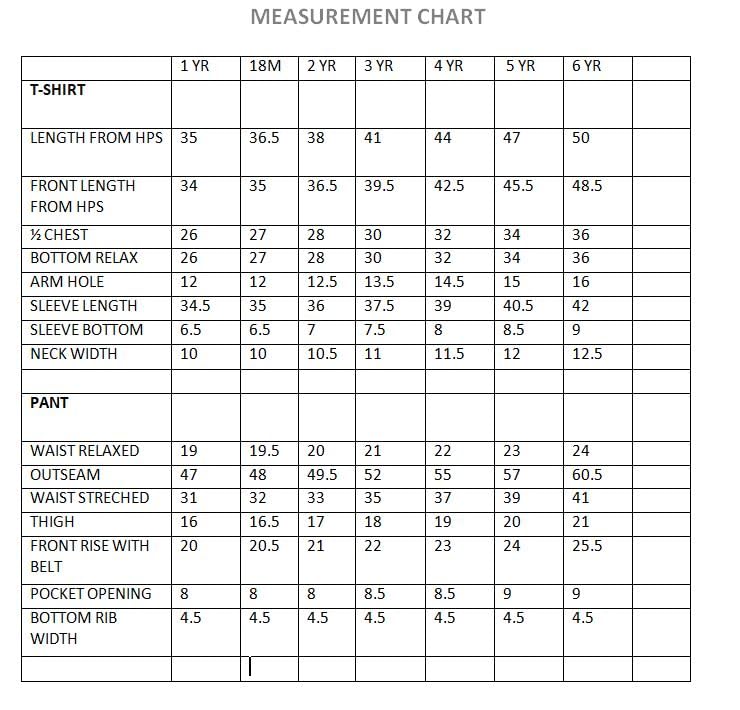 MEASUREMENT CHART
1 YR 18M 2 YR 3 YR 4 YR 5 YR 6 YR
T-SHIRT
LENGTH FROM HPS 35 36.5 38 41 44 47 50
FRONT LENGTH 34 35 36.5 39.5 42.5 45.5 48.5
FROM HPS
½ CHEST 26 27 28 30 32 34 36
BOTTOM RELAX 26 27 28 30 32 34 36
ARM HOLE 12 12 12.5 13.5 14.5 15 16
SLEEVE LENGTH 34.5 35 36 37.5 39 40.5 42
SLEEVE BOTTOM 6.5 6.5 7 7.5 8 8.5 9
NECK WIDTH 10 10 10.5 11 11.5 12 12.5
PANT
WAIST RELAXED 19 19.5 20 21 22 23 24
OUTSEAM 47 48 49.5 52 55 57 60.5
WAIST STRECHED 31 32 33 35 37 39 41
THIGH 16 16.5 17 18 19 20 21
FRONT RISE WITH 20 20.5 21 22 23 24 25.5
BELT
POCKET OPENING 8 8 8 8.5 8.5 9 9
BOTTOM RIB 4.5 4.5 4.5 4.5 4.5 4.5 4.5
WIDTH